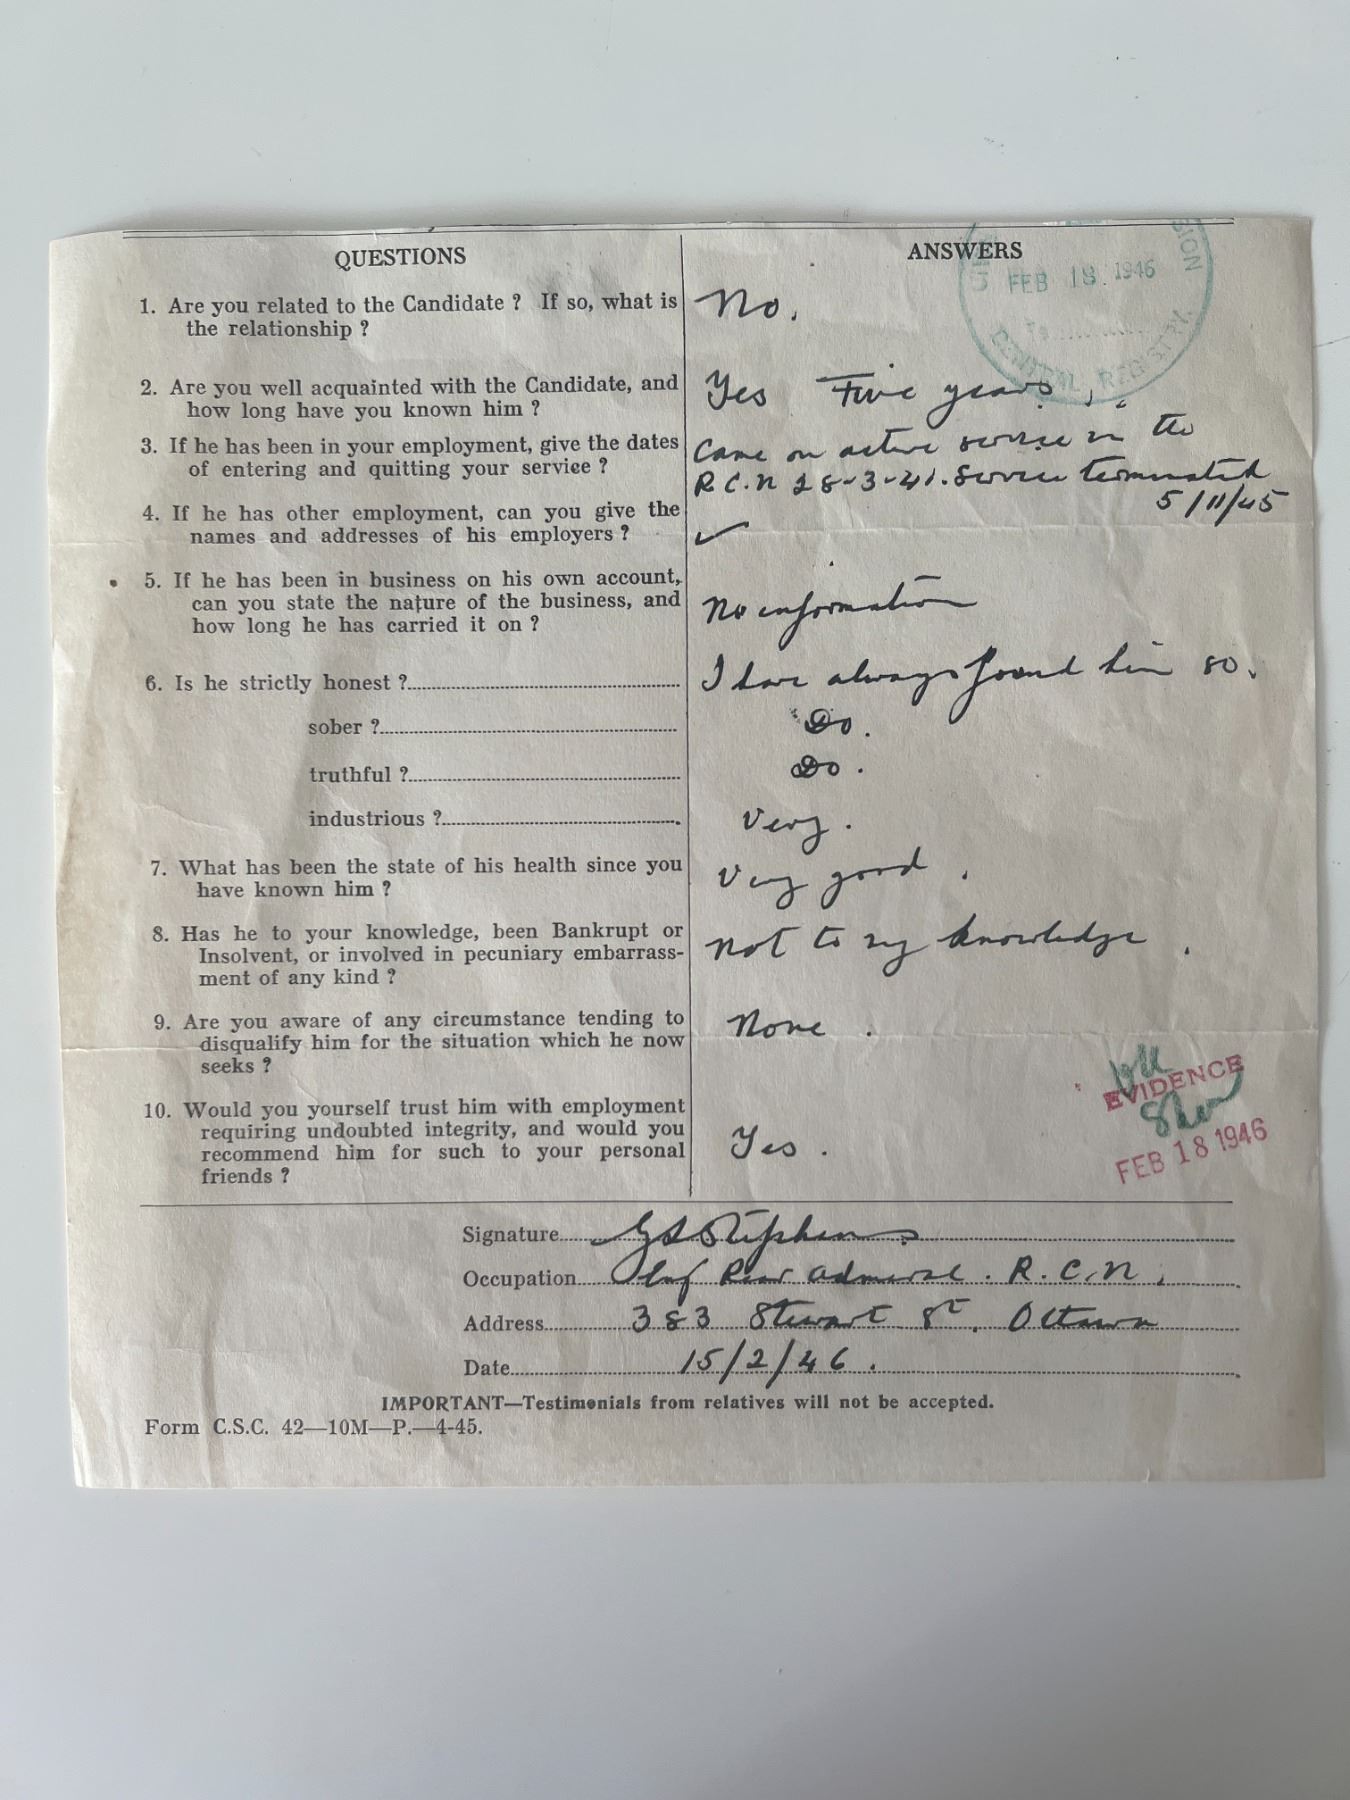 QUESTIONS
ANSWERS
FEB 18 1946
CENTRAL REGISTRY
1. Are you related to the Candidate ? If so, what is
the relationship ?
No.
2. Are you well acquainted with the Candidate, and
how long have you known him ?
Yes Five years.
3. If he has been in your employment, give the dates
of entering and quitting your service ?
Came on active service in the
R.C.N 28-3-41. Service terminated
5/11/45
4. If he has other employment, can you give the
names and addresses of his employers ?
✓
5. If he has been in business on his own account,
can you state the nature of the business, and
how long he has carried it on ?
No information
6. Is he strictly honest ?
I have always found him so.
sober ?
Do.
truthful ?
Do.
industrious ?
Very.
7. What has been the state of his health since you
have known him ?
Very good.
8. Has he to your knowledge, been Bankrupt or
Insolvent, or involved in pecuniary embarrass-
ment of any kind ?
Not to my knowledge.
9. Are you aware of any circumstance tending to
disqualify him for the situation which he now
seeks ?
None.
EVIDENCE
FEB 18 1946
10. Would you yourself trust him with employment
requiring undoubted integrity, and would you
recommend him for such to your personal
friends ?
Yes.
Signature G L Stephens
Occupation Rear Admiral. R.C.N.
Address 383 Stewart St. Ottawa
Date 15/2/46.
IMPORTANT—Testimonials from relatives will not be accepted.
Form C.S.C. 42—10M—P.—4-45.